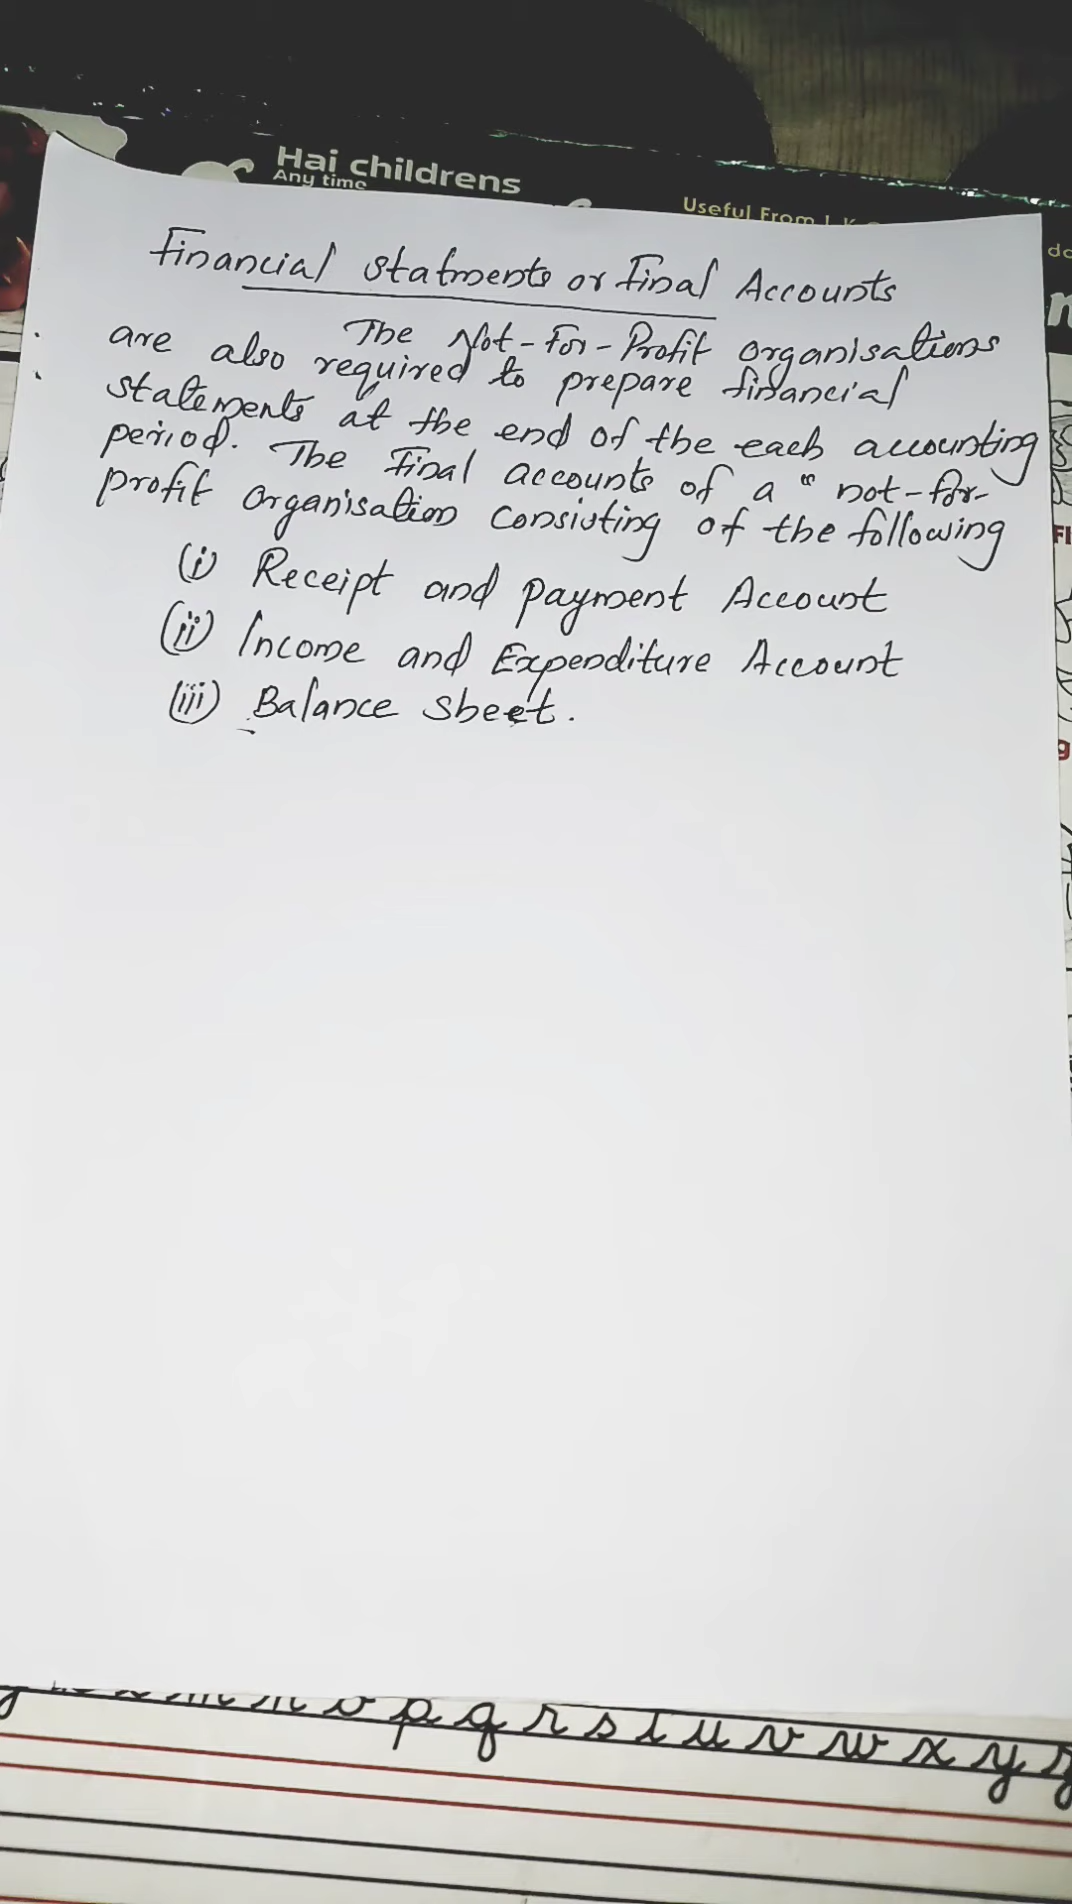 Hai childrens
Any time
Useful From L.K.G
Financial Statments or Final Accounts
The Not-For-Profit organisations
are also required to prepare financial
statements at the end of the each accounting
period. The Final accounts of a " not-for-
profit organisation consisting of the following
(i) Receipt and payment Account
(ii) Income and Expenditure Account
(iii) Balance sheet.
m n o p q r s t u v w x y z